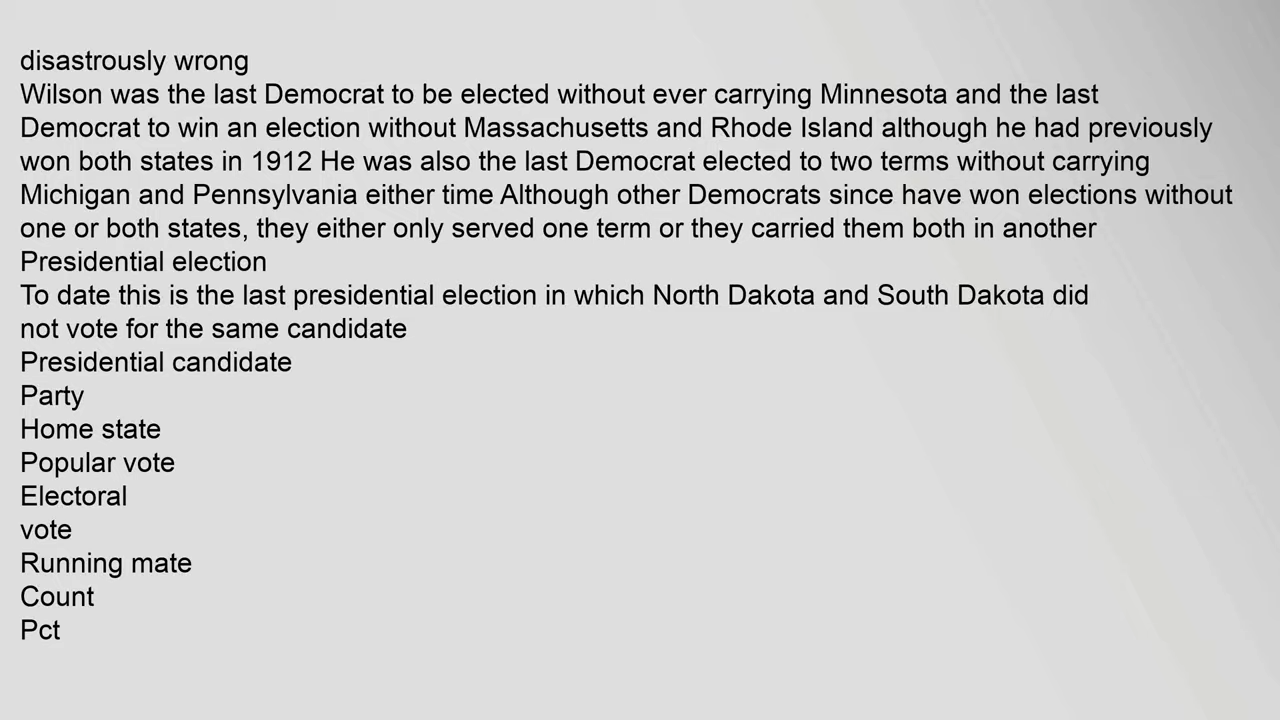 disastrously wrong
Wilson was the last Democrat to be elected without ever carrying Minnesota and the last
Democrat to win an election without Massachusetts and Rhode Island although he had previously
won both states in 1912 He was also the last Democrat elected to two terms without carrying
Michigan and Pennsylvania either time Although other Democrats since have won elections without
one or both states, they either only served one term or they carried them both in another
Presidential election
To date this is the last presidential election in which North Dakota and South Dakota did
not vote for the same candidate
Presidential candidate
Party
Home state
Popular vote
Electoral
vote
Running mate
Count
Pct